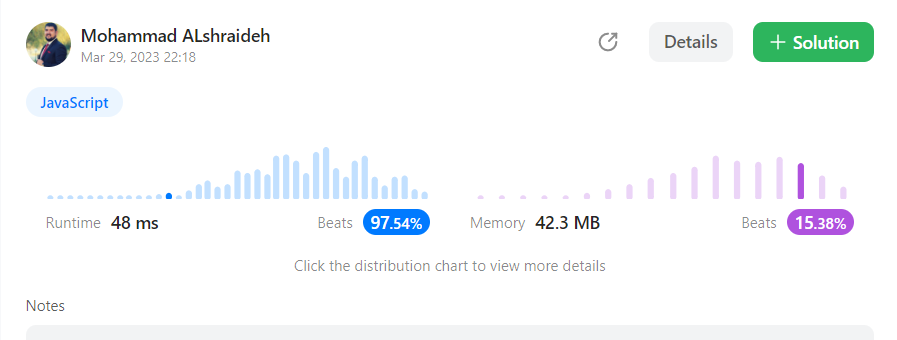 Mohammad ALshraideh
Mar 29, 2023 22:18
Details
+ Solution
JavaScript
Runtime 48 ms Beats 97.54%
Memory 42.3 MB Beats 15.38%
Click the distribution chart to view more details
Notes